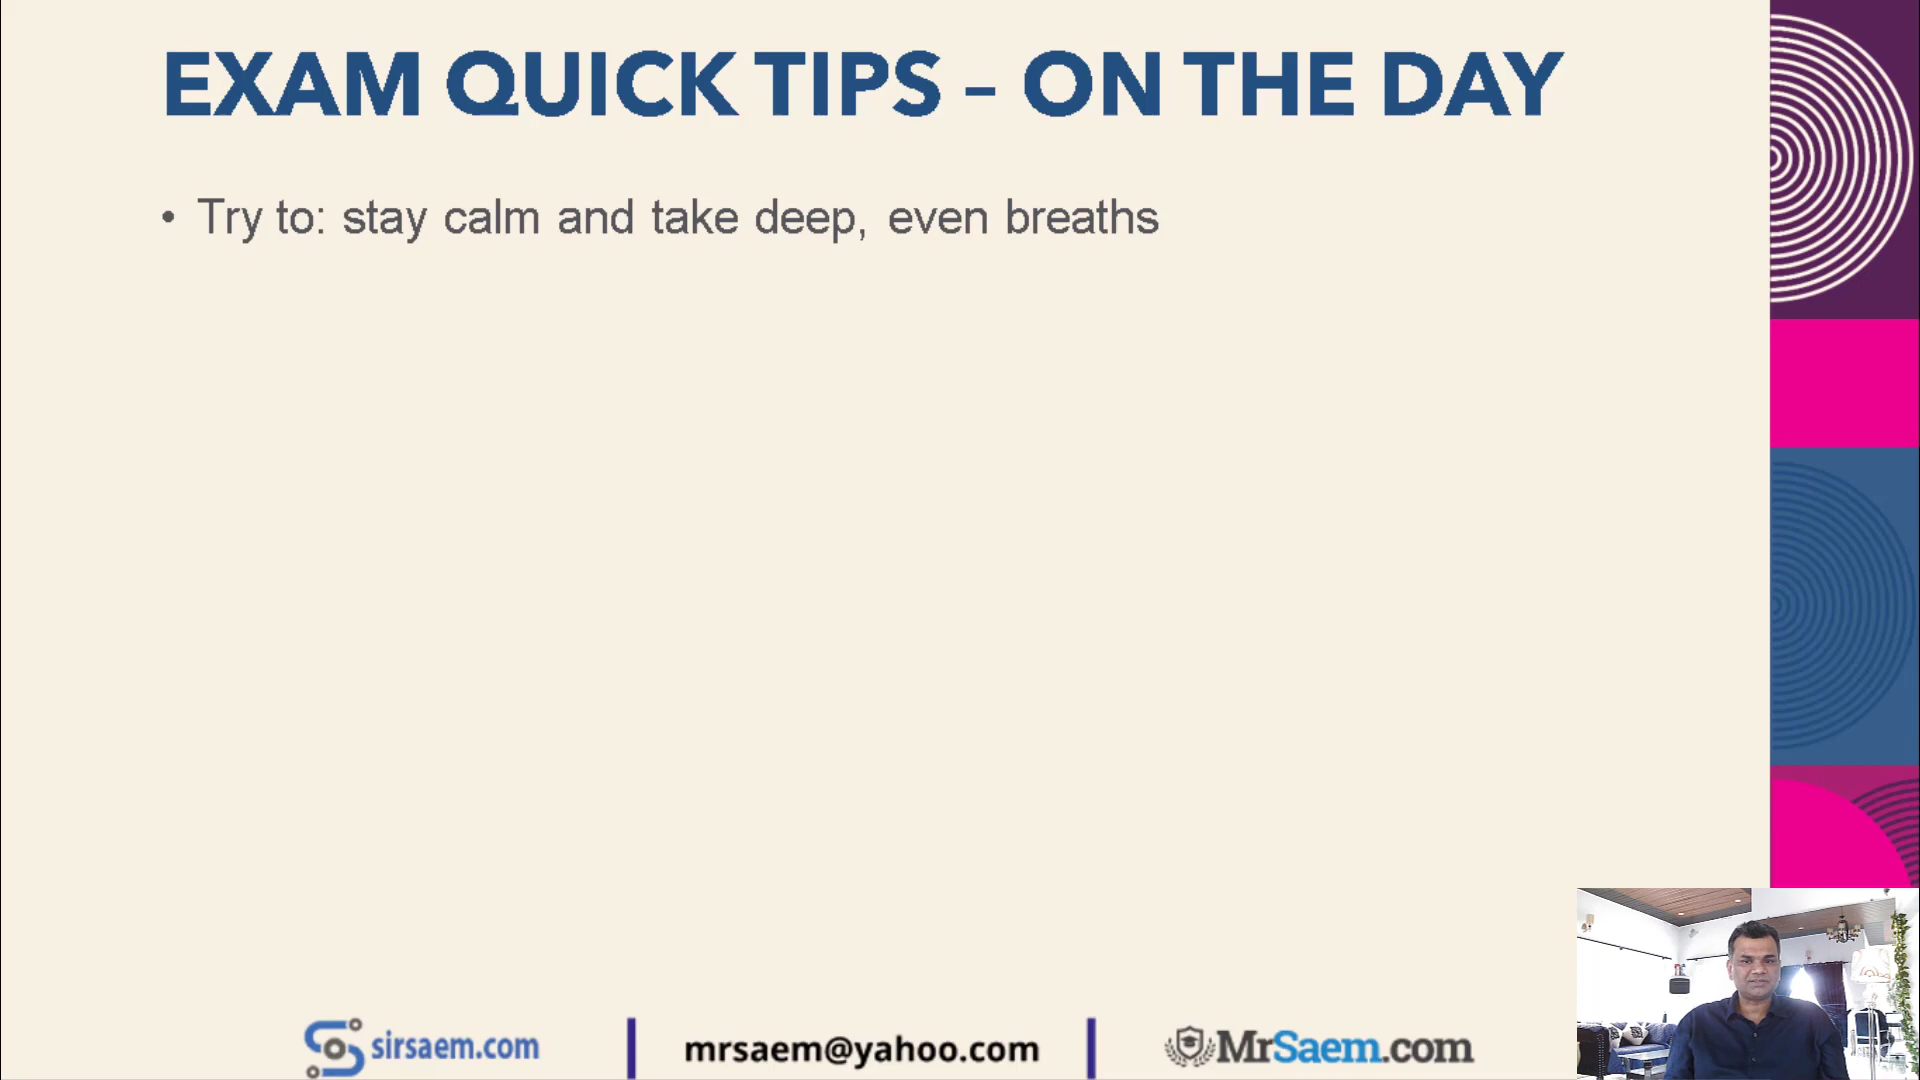 EXAM QUICK TIPS – ON THE DAY
• Try to: stay calm and take deep, even breaths
sirsaem.com
mrsaem@yahoo.com
MrSaem.com